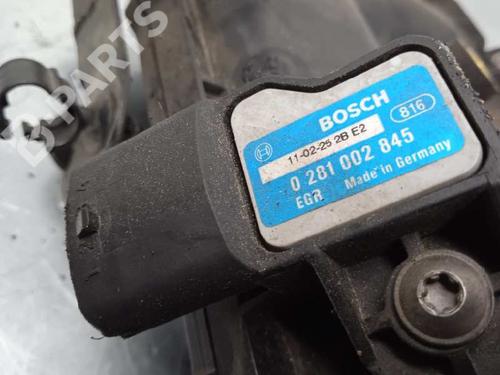 B PARTS
BOSCH
816
11-02-25 2B E2
0 281 002 845
EGR Made in Germany